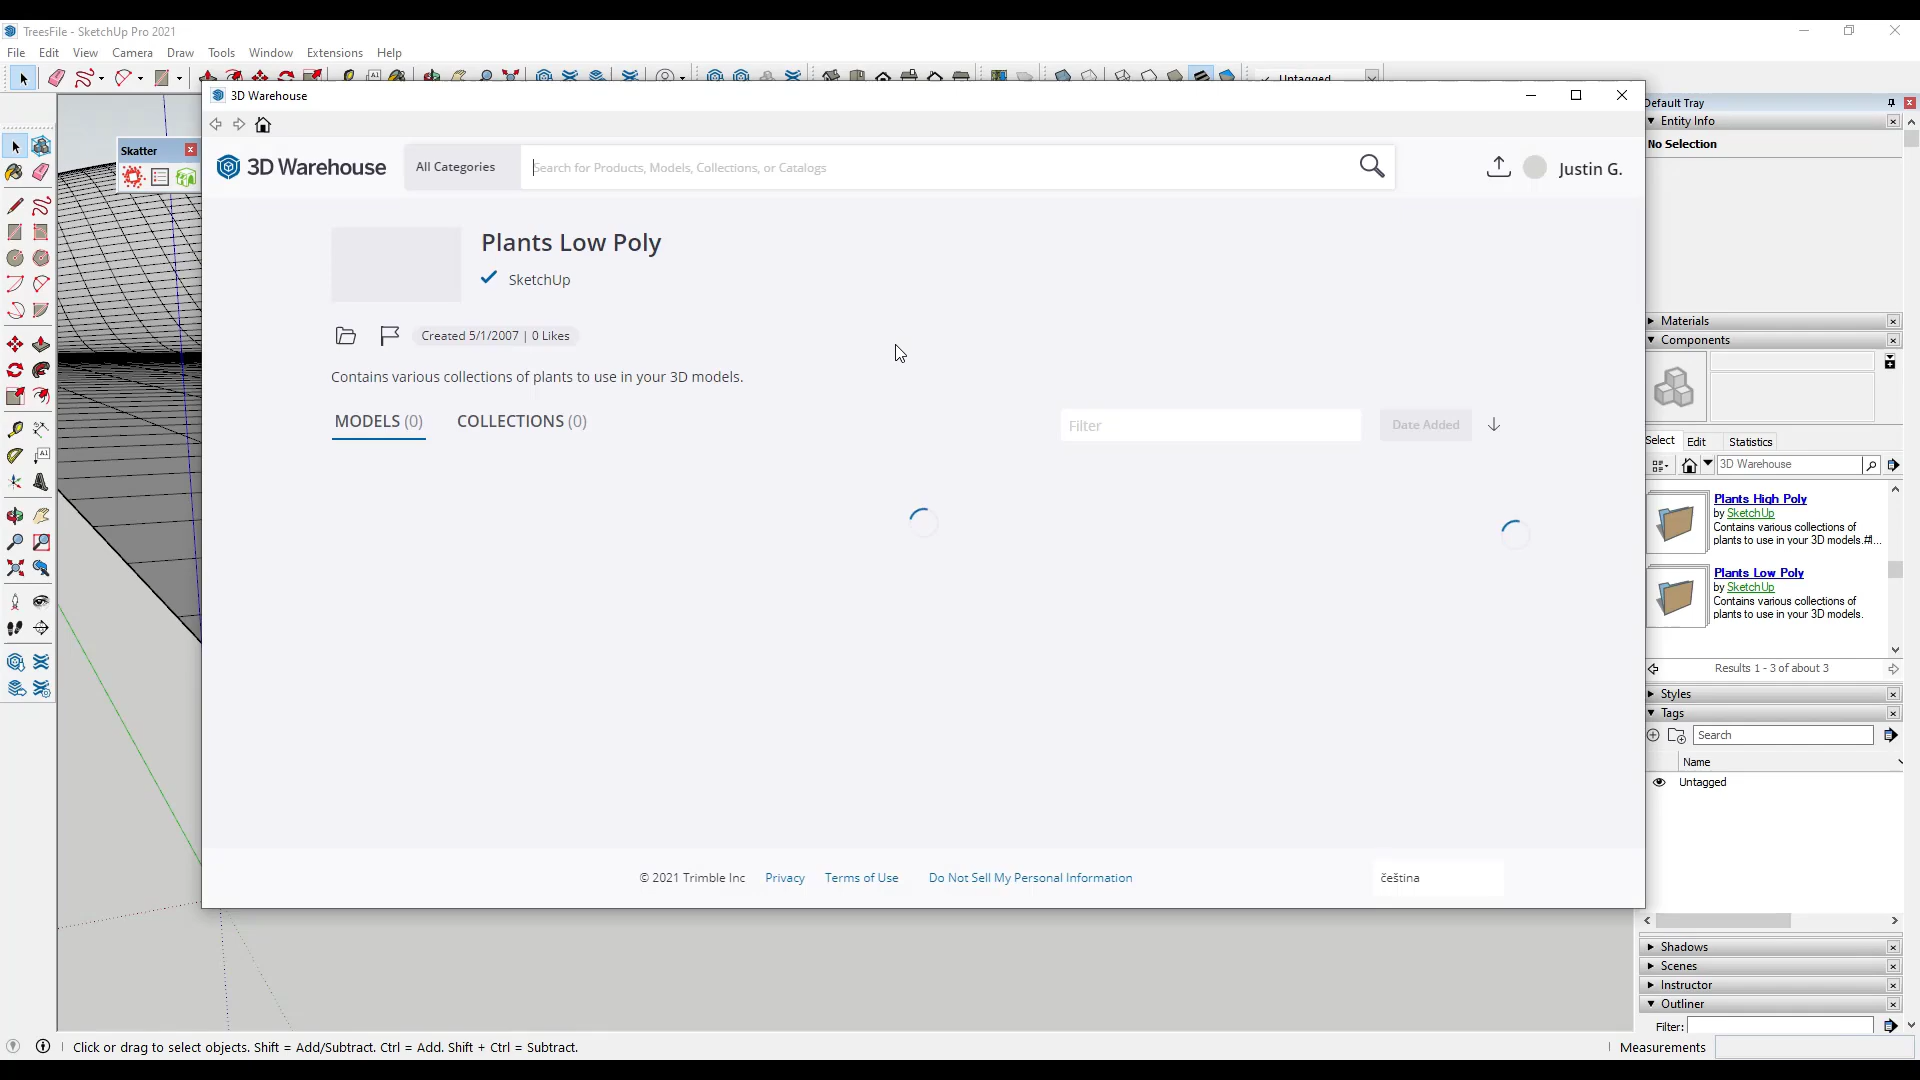 TreesFile - SketchUp Pro 2021
File Edit View Camera Draw Tools Window Extensions Help
Untagged
3D Warehouse
Skatter
3D Warehouse
All Categories
Search for Products, Models, Collections, or Catalogs
Justin G.
Plants Low Poly
SketchUp
Created 5/1/2007 | 0 Likes
Contains various collections of plants to use in your 3D models.
MODELS (0) COLLECTIONS (0)
Filter
Date Added
© 2021 Trimble Inc Privacy Terms of Use Do Not Sell My Personal Information
čeština
Default Tray
Entity Info
No Selection
Materials
Components
Select Edit Statistics
3D Warehouse
Plants High Poly
by SketchUp
Contains various collections of
plants to use in your 3D models.#l...
Plants Low Poly
by SketchUp
Contains various collections of
plants to use in your 3D models.
Results 1 - 3 of about 3
Styles
Tags
Search
Name
Untagged
Shadows
Scenes
Instructor
Outliner
Filter:
Click or drag to select objects. Shift = Add/Subtract. Ctrl = Add. Shift + Ctrl = Subtract.
Measurements